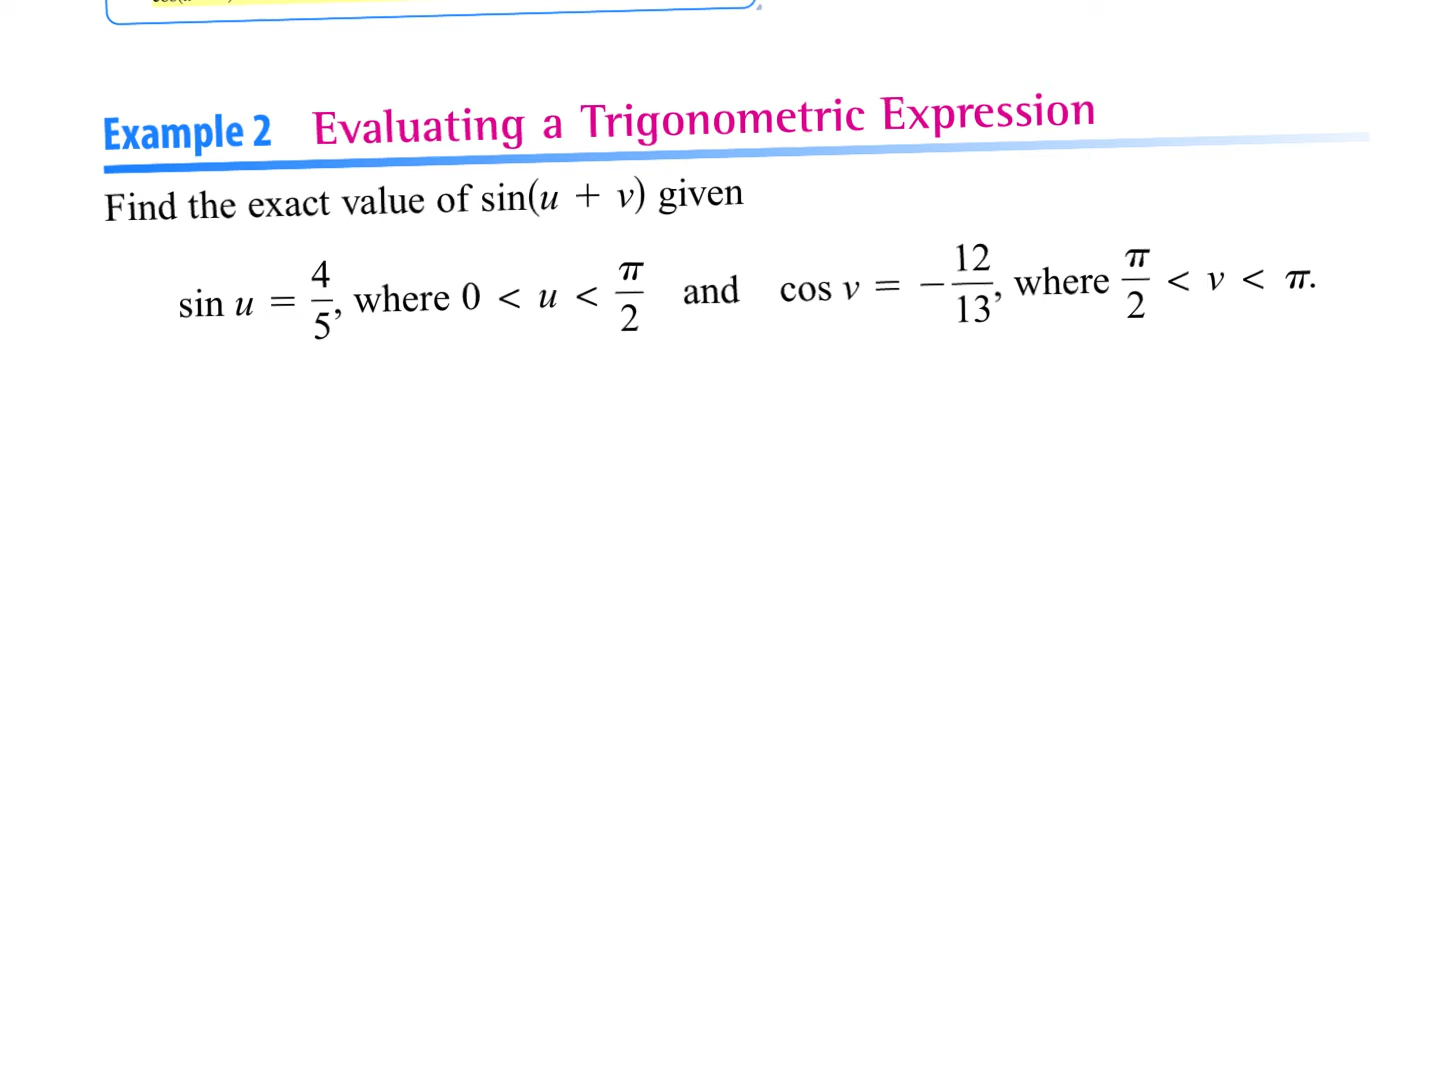 Example 2 Evaluating a Trigonometric Expression
Find the exact value of sin(u + v) given
sin u = 4/5, where 0 < u < π/2 and cos v = −12/13, where π/2 < v < π.